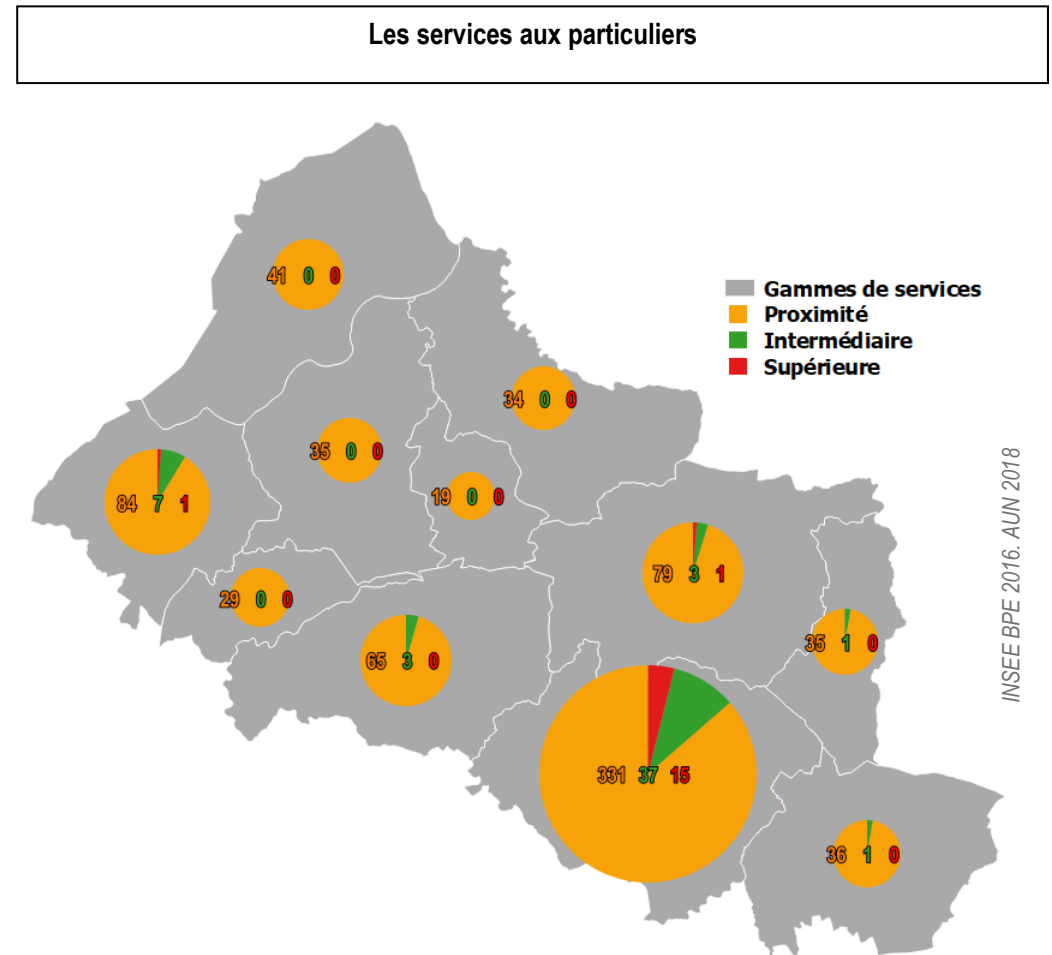 Les services aux particuliers
41 0 0
Gammes de services
Proximité
Intermédiaire
Supérieure
34 0 0
35 0 0
19 0 0
84 7 1
INSEE BPE 2016. AUN 2018
79 3 1
29 0 0
35 1 0
65 3 0
331 37 15
36 1 0